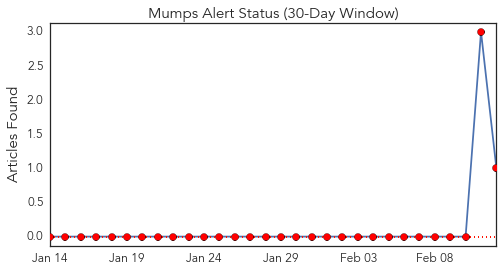 Mumps Alert Status (30-Day Window)
Articles Found
3.0
2.5
2.0
1.5
1.0
0.5
0.0
Jan 14 Jan 19 Jan 24 Jan 29 Feb 03 Feb 08